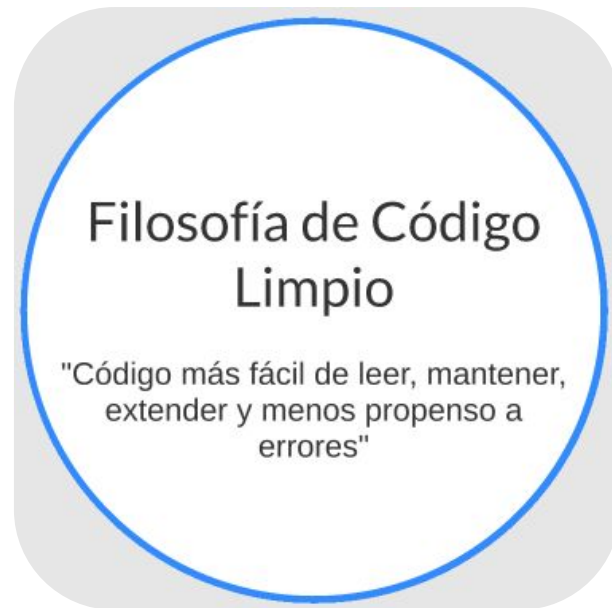 Filosofía de Código
Limpio
"Código más fácil de leer, mantener,
extender y menos propenso a
errores"